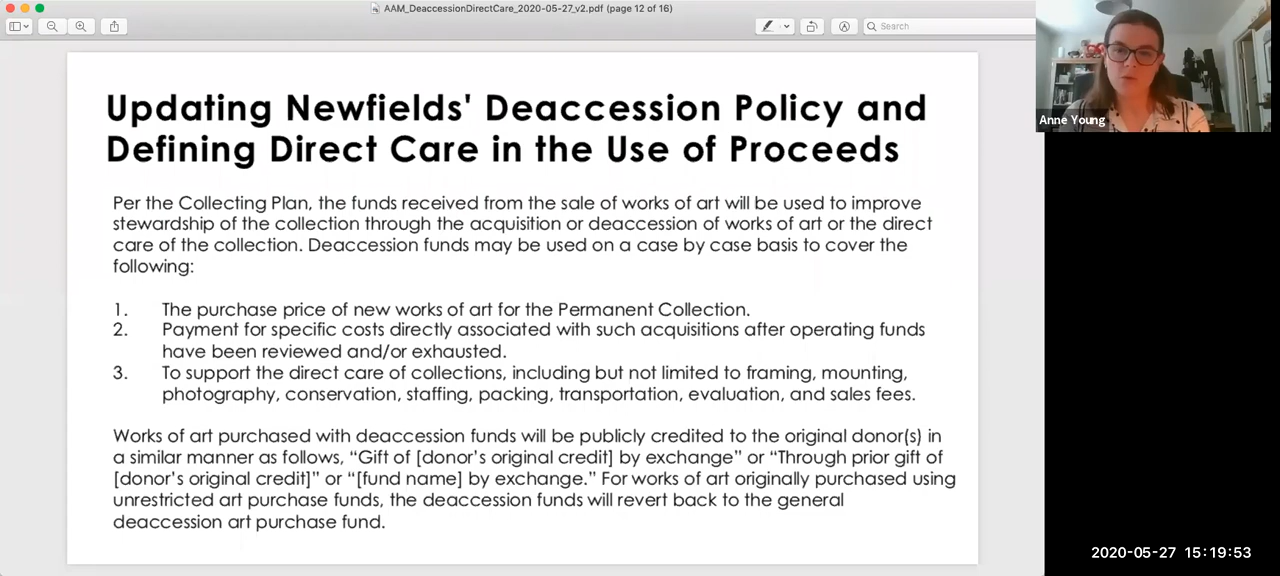 AAM_DeaccessionDirectCare_2020-05-27_v2.pdf (page 12 of 16)
Search
Updating Newfields' Deaccession Policy and
Defining Direct Care in the Use of Proceeds
Per the Collecting Plan, the funds received from the sale of works of art will be used to improve
stewardship of the collection through the acquisition or deaccession of works of art or the direct
care of the collection. Deaccession funds may be used on a case by case basis to cover the
following:
1. The purchase price of new works of art for the Permanent Collection.
2. Payment for specific costs directly associated with such acquisitions after operating funds
have been reviewed and/or exhausted.
3. To support the direct care of collections, including but not limited to framing, mounting,
photography, conservation, staffing, packing, transportation, evaluation, and sales fees.
Works of art purchased with deaccession funds will be publicly credited to the original donor(s) in
a similar manner as follows, “Gift of [donor’s original credit] by exchange” or “Through prior gift of
[donor’s original credit]” or “[fund name] by exchange.” For works of art originally purchased using
unrestricted art purchase funds, the deaccession funds will revert back to the general
deaccession art purchase fund.
Anne Young
2020-05-27 15:19:53